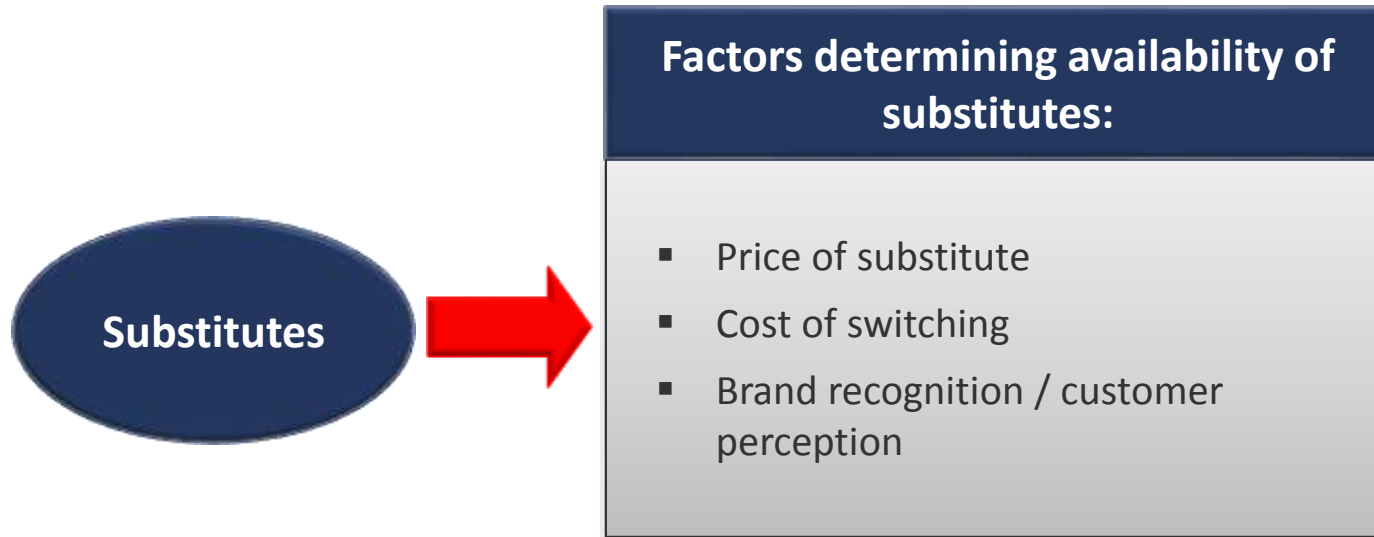 Factors determining availability of
substitutes:
Substitutes
▪ Price of substitute
▪ Cost of switching
▪ Brand recognition / customer
perception